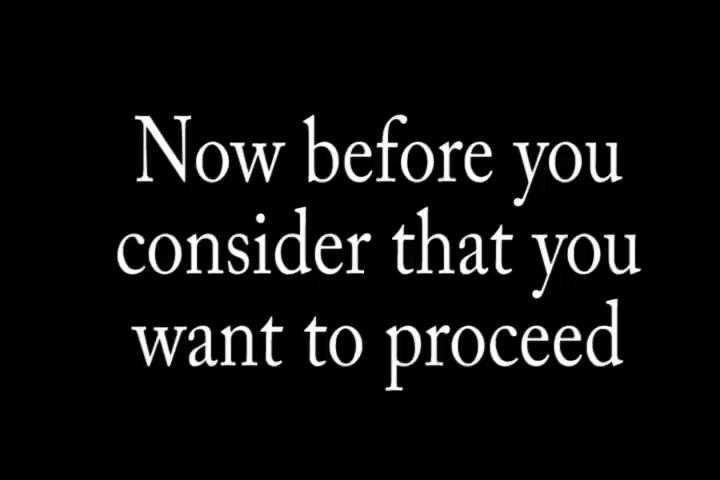 Now before you
consider that you
want to proceed